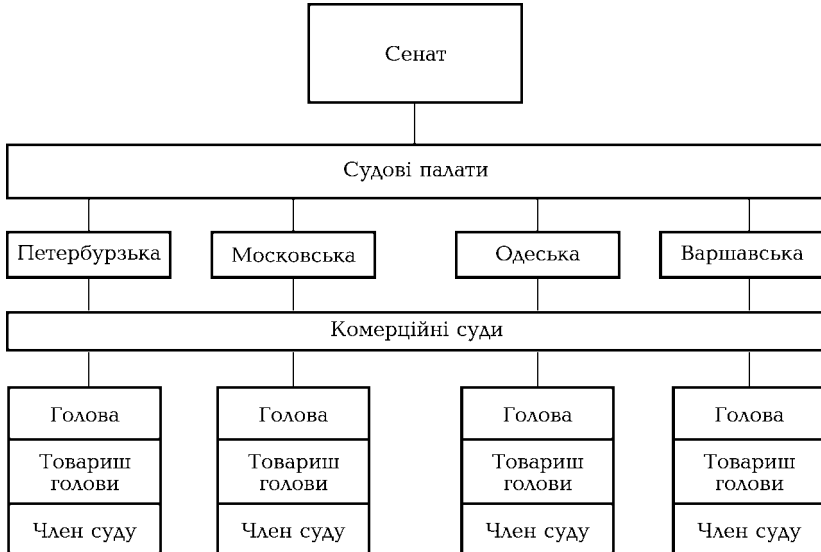 Сенат
Судові палати
Петербурзька
Московська
Одеська
Варшавська
Комерційні суди
Голова
Голова
Голова
Голова
Товариш
голови
Товариш
голови
Товариш
голови
Товариш
голови
Член суду
Член суду
Член суду
Член суду